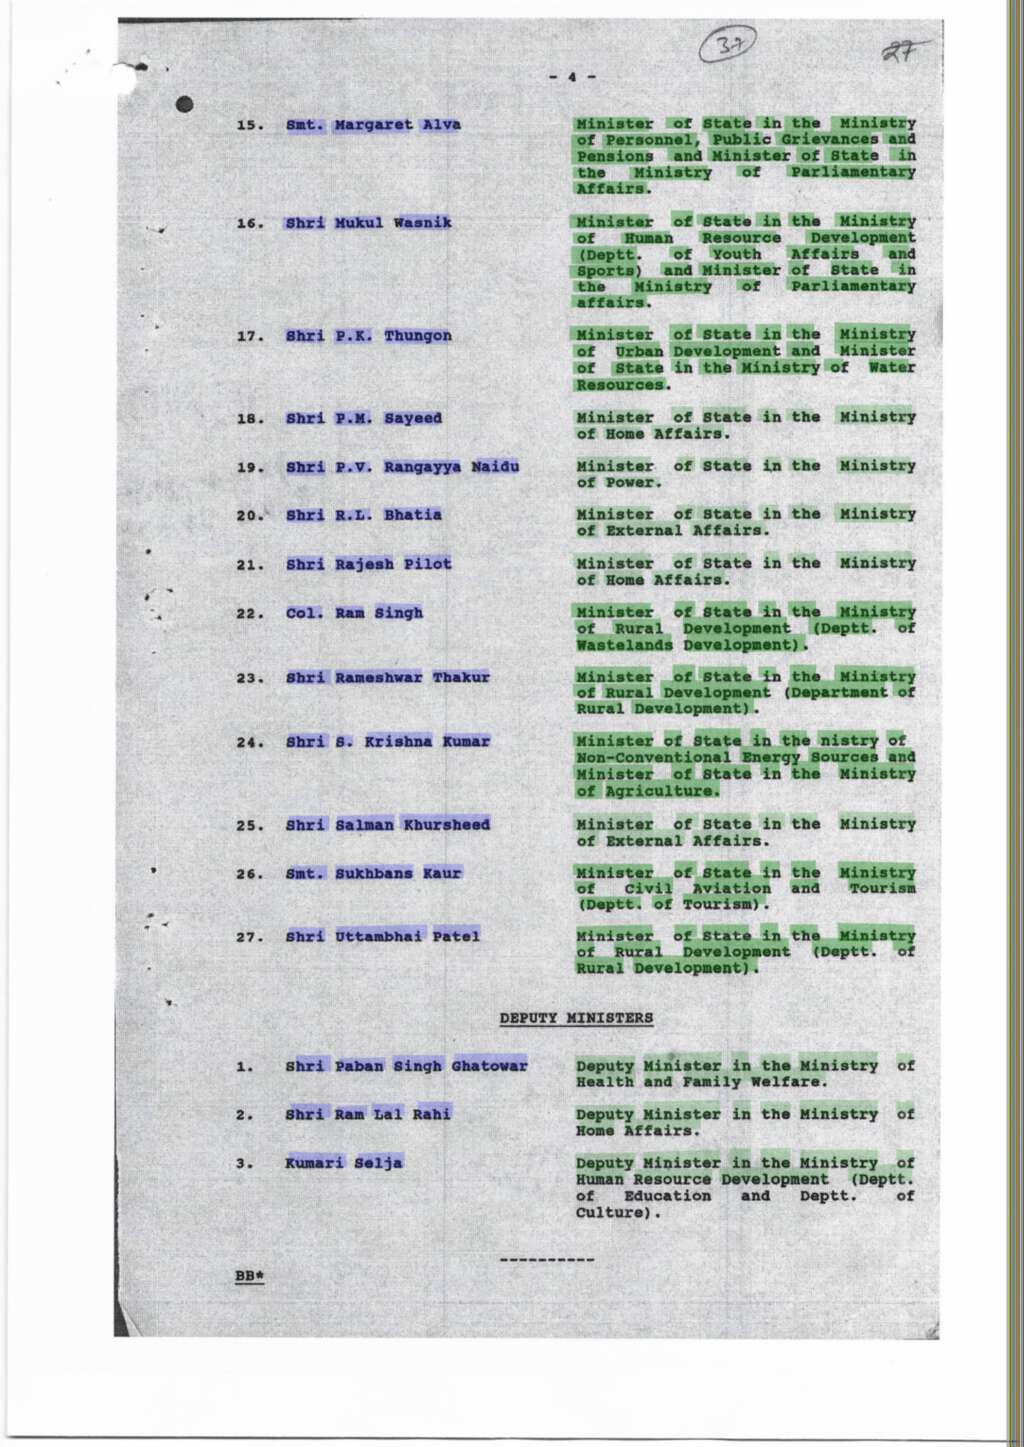 37
27
- 4 -
15. Smt. Margaret Alva Minister of State in the Ministry
of Personnel, Public Grievances and
Pensions and Minister of State in
the Ministry of Parliamentary
Affairs.
16. Shri Mukul Wasnik Minister of State in the Ministry
of Human Resource Development
(Deptt. of Youth Affairs and
Sports) and Minister of State in
the Ministry of Parliamentary
affairs.
17. Shri P.K. Thungon Minister of State in the Ministry
of Urban Development and Minister
of State in the Ministry of Water
Resources.
18. Shri P.M. Sayeed Minister of State in the Ministry
of Home Affairs.
19. Shri P.V. Rangayya Naidu Minister of State in the Ministry
of Power.
20. Shri R.L. Bhatia Minister of State in the Ministry
of External Affairs.
21. Shri Rajesh Pilot Minister of State in the Ministry
of Home Affairs.
22. Col. Ram Singh Minister of State in the Ministry
of Rural Development (Deptt. of
Wastelands Development).
23. Shri Rameshwar Thakur Minister of State in the Ministry
of Rural Development (Department of
Rural Development).
24. Shri S. Krishna Kumar Minister of State in the nistry of
Non-Conventional Energy Sources and
Minister of State in the Ministry
of Agriculture.
25. Shri Salman Khursheed Minister of State in the Ministry
of External Affairs.
26. Smt. Sukhbans Kaur Minister of State in the Ministry
of Civil Aviation and Tourism
(Deptt. of Tourism).
27. Shri Uttambhai Patel Minister of State in the Ministry
of Rural Development (Deptt. of
Rural Development).
DEPUTY MINISTERS
1. Shri Paban Singh Ghatowar Deputy Minister in the Ministry of
Health and Family Welfare.
2. Shri Ram Lal Rahi Deputy Minister in the Ministry of
Home Affairs.
3. Kumari Selja Deputy Minister in the Ministry of
Human Resource Development (Deptt.
of Education and Deptt. of
Culture).
----------
BB*